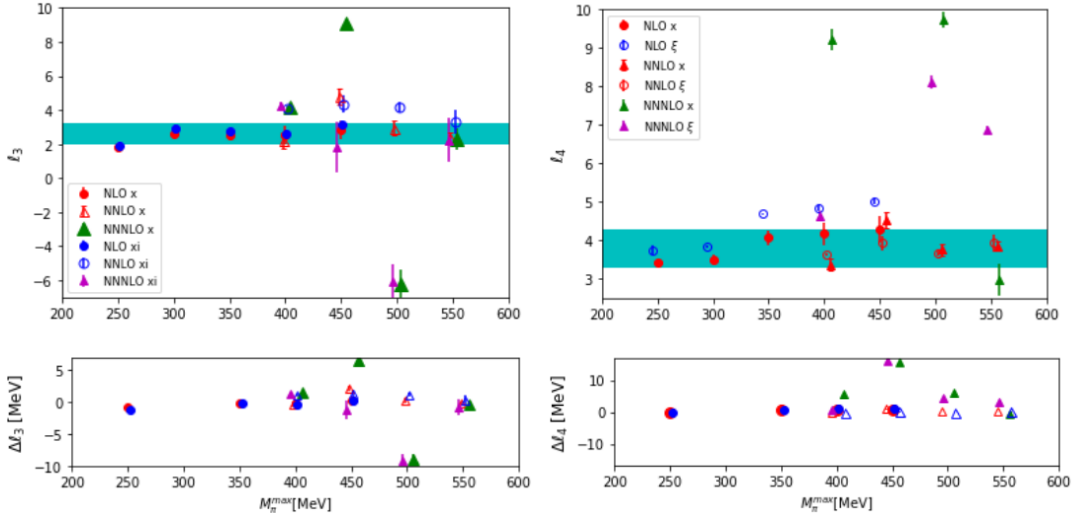 10
8
6
4
2
0
−2
−4
−6
ℓ3
NLO x
NNLO x
NNNLO x
NLO xi
NNLO xi
NNNLO xi
200 250 300 350 400 450 500 550 600
10
9
8
7
6
5
4
3
ℓ4
NLO x
NLO ξ
NNLO x
NNLO ξ
NNNLO x
NNNLO ξ
200 250 300 350 400 450 500 550 600
5
0
−5
−10
Δℓ3 [MeV]
200 250 300 350 400 450 500 550 600
M_π^max[MeV]
10
0
−10
Δℓ4 [MeV]
200 250 300 350 400 450 500 550 600
M_π^max[MeV]